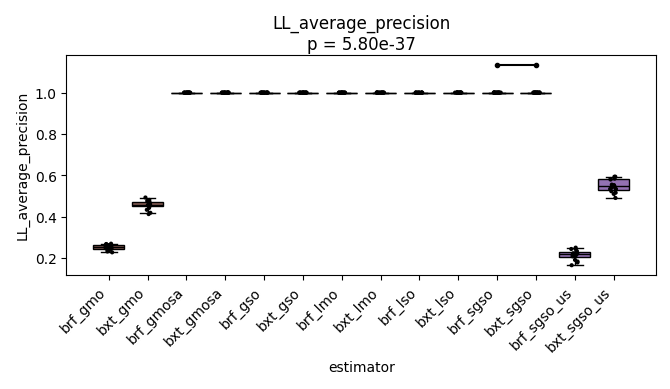 LL_average_precision
p = 5.80e-37
LL_average_precision
1.0
0.8
0.6
0.4
0.2
brf_gmo
bxt_gmo
brf_gmosa
bxt_gmosa
brf_gso
bxt_gso
brf_lmo
bxt_lmo
brf_lso
bxt_lso
brf_sgso
bxt_sgso
brf_sgso_us
bxt_sgso_us
estimator